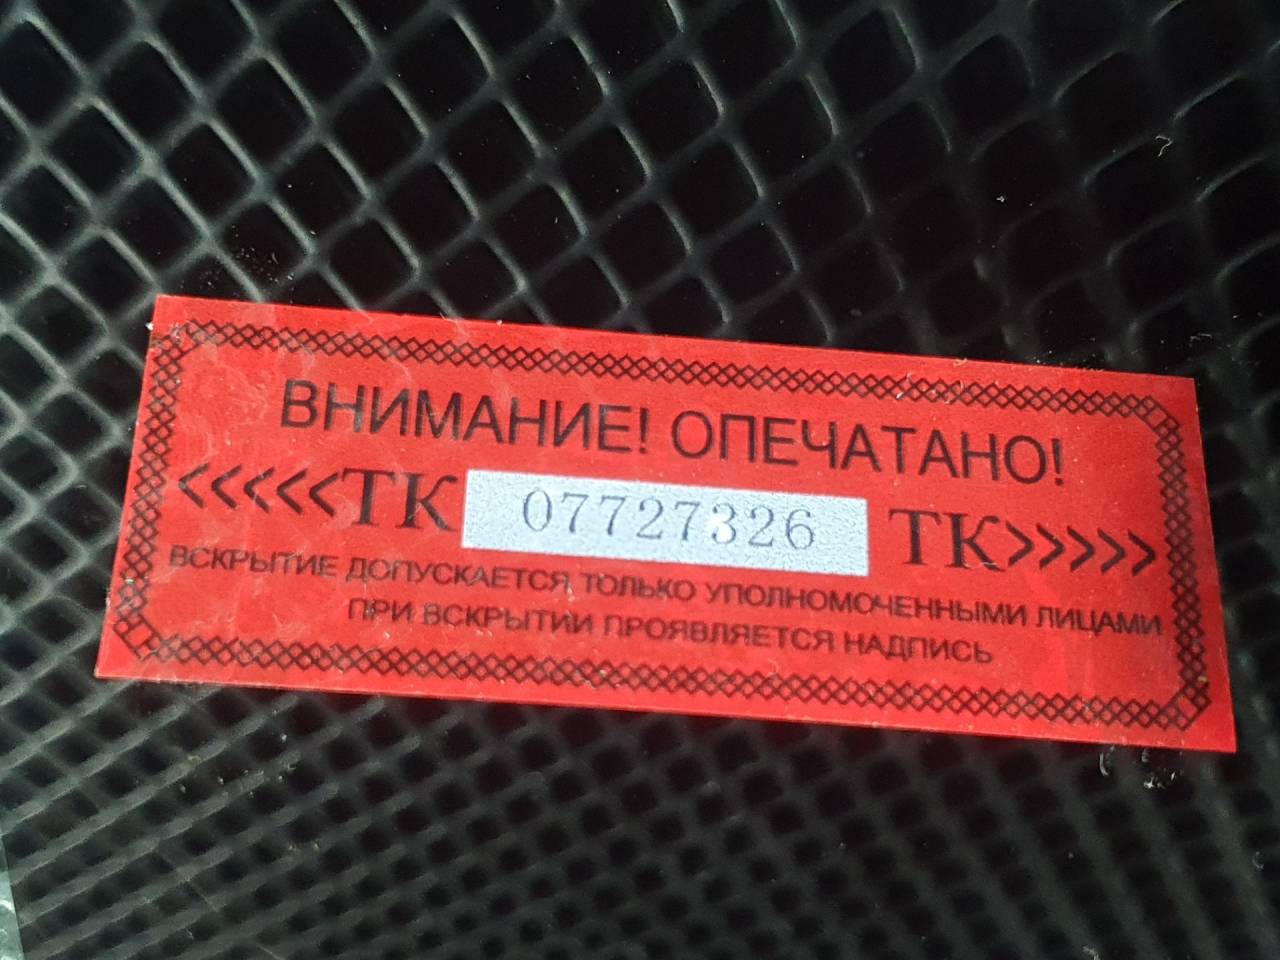 ВНИМАНИЕ! ОПЕЧАТАНО!
<<<<<ТК 07727326 ТК>>>>>
ВСКРЫТИЕ ДОПУСКАЕТСЯ ТОЛЬКО УПОЛНОМОЧЕННЫМИ ЛИЦАМИ
ПРИ ВСКРЫТИИ ПРОЯВЛЯЕТСЯ НАДПИСЬ